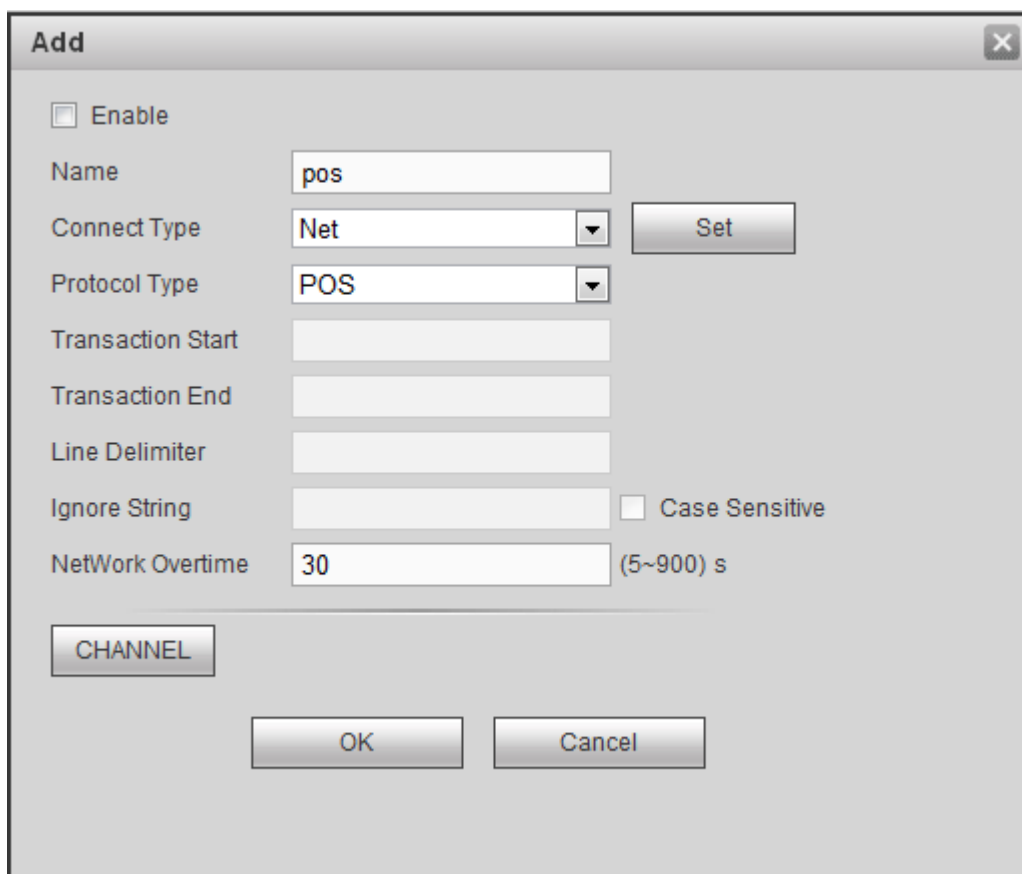 Add
Enable
Name pos
Connect Type Net Set
Protocol Type POS
Transaction Start
Transaction End
Line Delimiter
Ignore String Case Sensitive
NetWork Overtime 30 (5~900) s
CHANNEL
OK Cancel